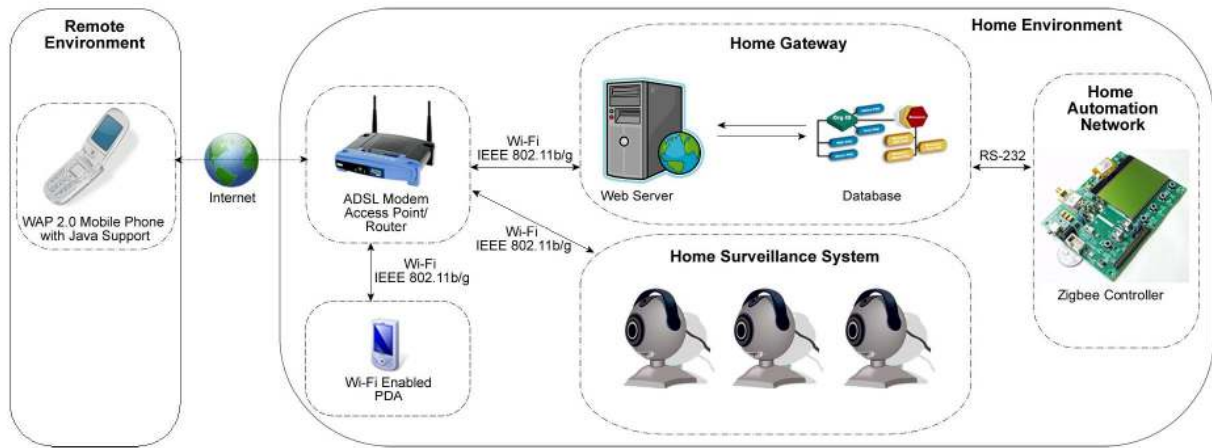 Remote
Environment
WAP 2.0 Mobile Phone
with Java Support
Internet
Home Environment
ADSL Modem
Access Point/
Router
Wi-Fi
IEEE 802.11b/g
Wi-Fi
IEEE 802.11b/g
Wi-Fi
IEEE 802.11b/g
Wi-Fi Enabled
PDA
Home Gateway
Web Server
Org ID
Database
Home Surveillance System
RS-232
Home
Automation
Network
Zigbee Controller